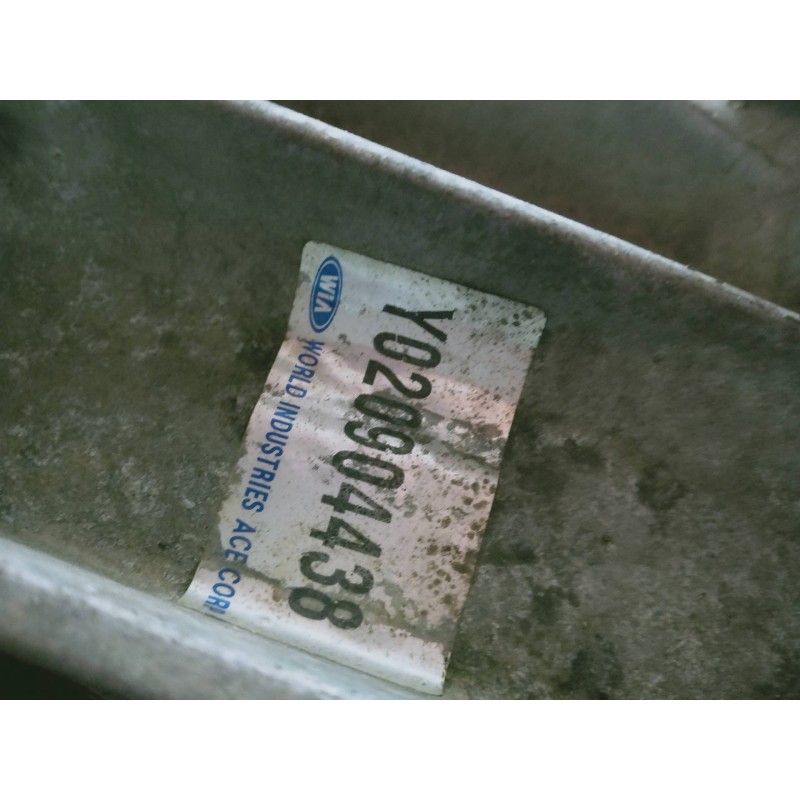 Y020904438
WIA WORLD INDUSTRIES ACE CORP